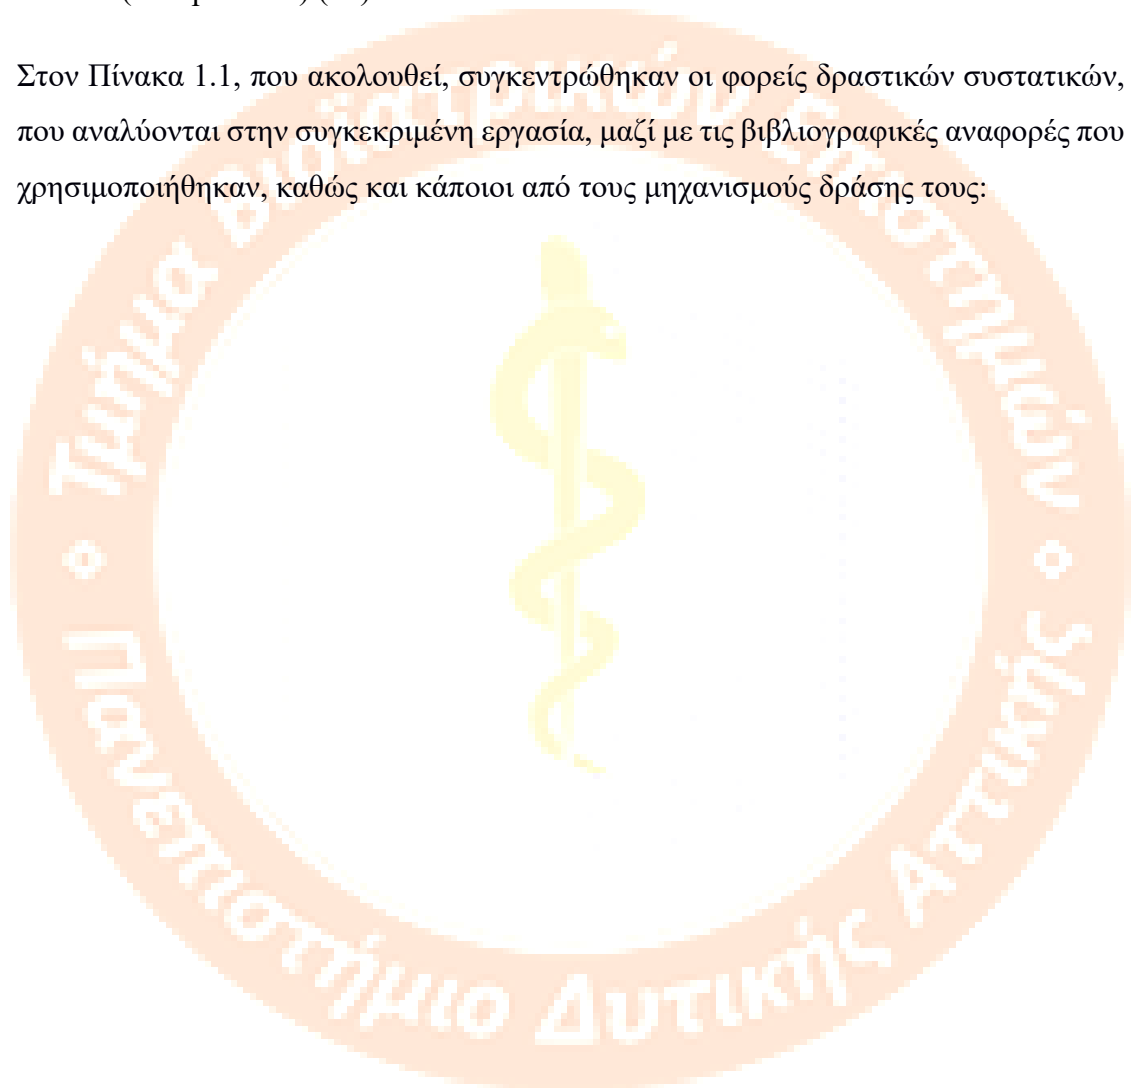 Στον Πίνακα 1.1, που ακολουθεί, συγκεντρώθηκαν οι φορείς δραστικών συστατικών,
που αναλύονται στην συγκεκριμένη εργασία, μαζί με τις βιβλιογραφικές αναφορές που
χρησιμοποιήθηκαν, καθώς και κάποιοι από τους μηχανισμούς δράσης τους:
Τμήμα Βιοϊατρικών Επιστημών
Πανεπιστήμιο Δυτικής Αττικής